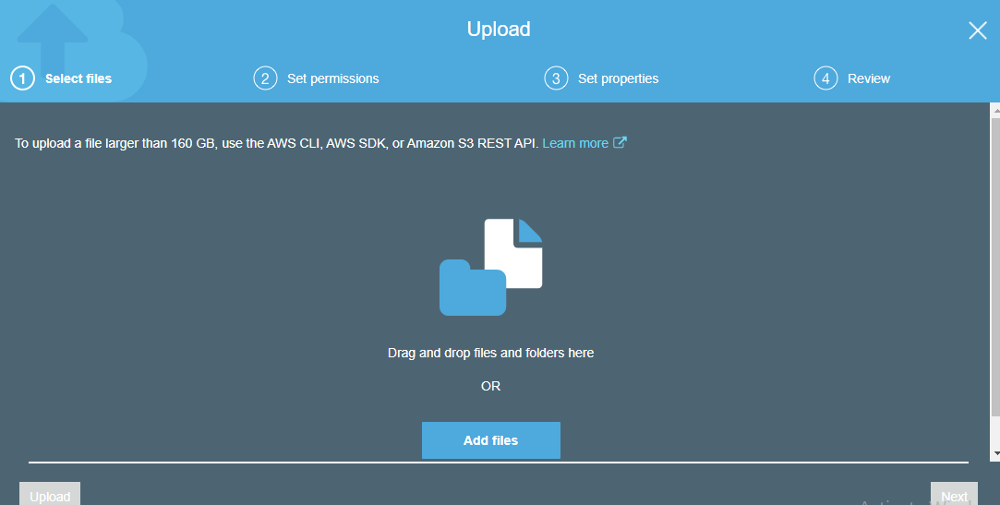 Upload
1 Select files
2 Set permissions
3 Set properties
4 Review
To upload a file larger than 160 GB, use the AWS CLI, AWS SDK, or Amazon S3 REST API. Learn more
Drag and drop files and folders here
OR
Add files
Upload
Next